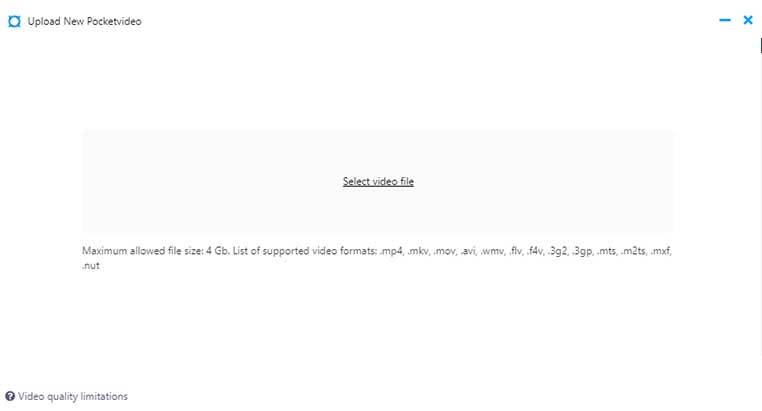 Upload New Pocketvideo
Select video file
Maximum allowed file size: 4 Gb. List of supported video formats: .mp4, .mkv, .mov, .avi, .wmv, .flv, .f4v, .3g2, .3gp, .mts, .m2ts, .mxf,
.nut
Video quality limitations